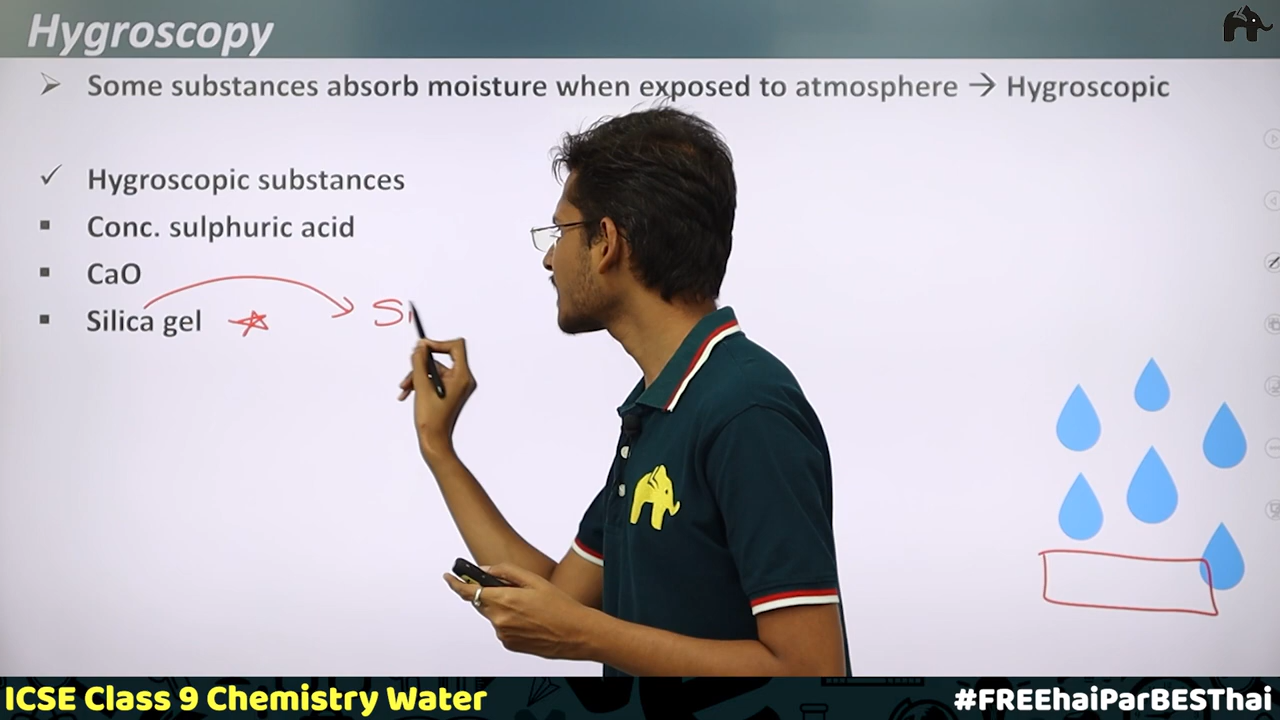 Hygroscopy
➢ Some substances absorb moisture when exposed to atmosphere → Hygroscopic
✓ Hygroscopic substances
▪ Conc. sulphuric acid
▪ CaO
▪ Silica gel
Si
ICSE Class 9 Chemistry Water
#FREEhaiParBESThai